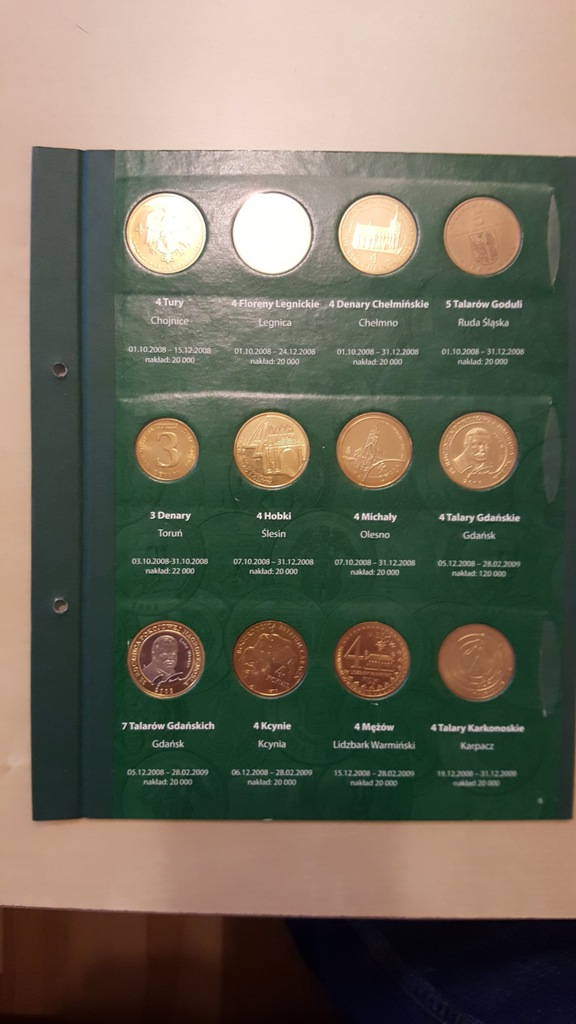 4 Tury
Chojnice
01.10.2008 – 15.12.2008
nakład: 20 000
4 Floreny Legnickie
Legnica
01.10.2008 – 24.12.2008
nakład: 20 000
4 Denary Chełmińskie
Chełmno
01.10.2008 – 31.12.2008
nakład: 20 000
5 Talarów Goduli
Ruda Śląska
01.10.2008 – 31.12.2008
nakład: 20 000
3
3 Denary
Toruń
03.10.2008-31.10.2008
nakład: 22 000
4 Hobki
Ślesin
07.10.2008 – 31.12.2008
nakład: 20 000
4 Michały
Olesno
07.10.2008 – 31.12.2008
nakład: 20 000
4 Talary Gdańskie
Gdańsk
05.12.2008 – 28.02.2009
nakład: 120 000
2008
7 Talarów Gdańskich
Gdańsk
05.12.2008 – 28.02.2009
nakład: 20 000
4 Kcynie
Kcynia
06.12.2008 – 28.02.2009
nakład: 20 000
4
4 Mężów
Lidzbark Warmiński
15.12.2008 – 28.02.2009
nakład 20 000
4 Talary Karkonoskie
Karpacz
19.12.2008 – 31.12.2008
nakład: 20 000